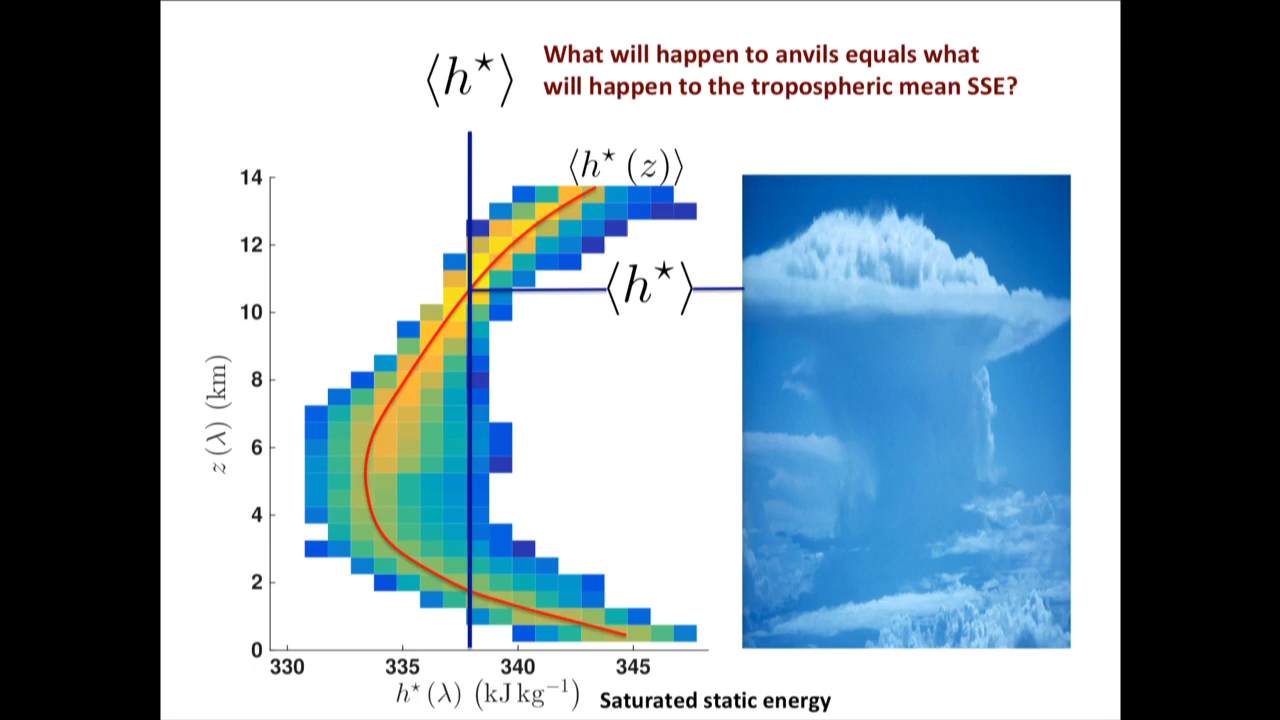 ⟨h⋆⟩
What will happen to anvils equals what
will happen to the tropospheric mean SSE?
⟨h⋆ (z)⟩
⟨h⋆⟩
z (λ) (km)
14
12
10
8
6
4
2
0
330 335 340 345
h⋆ (λ) (kJ kg⁻¹) Saturated static energy